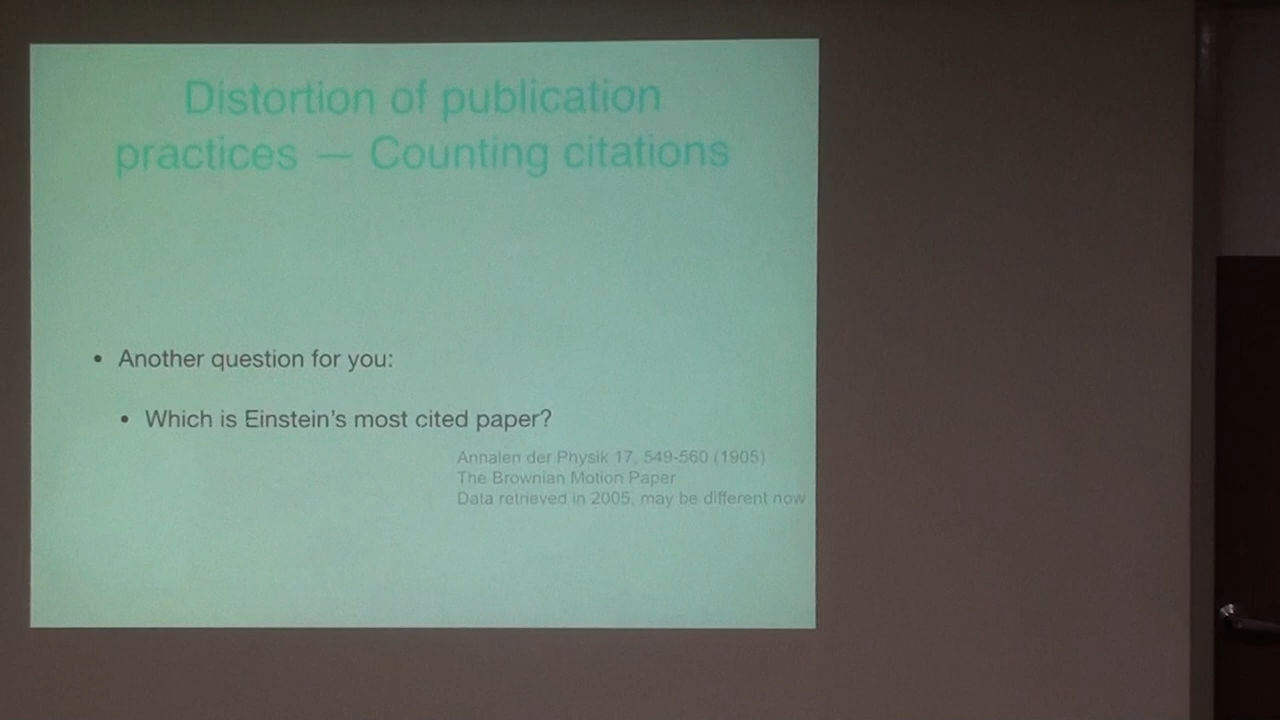 Distortion of publication
practices — Counting citations
• Another question for you:
• Which is Einstein's most cited paper?
Annalen der Physik 17, 549-560 (1905)
The Brownian Motion Paper
Data retrieved in 2005, may be different now